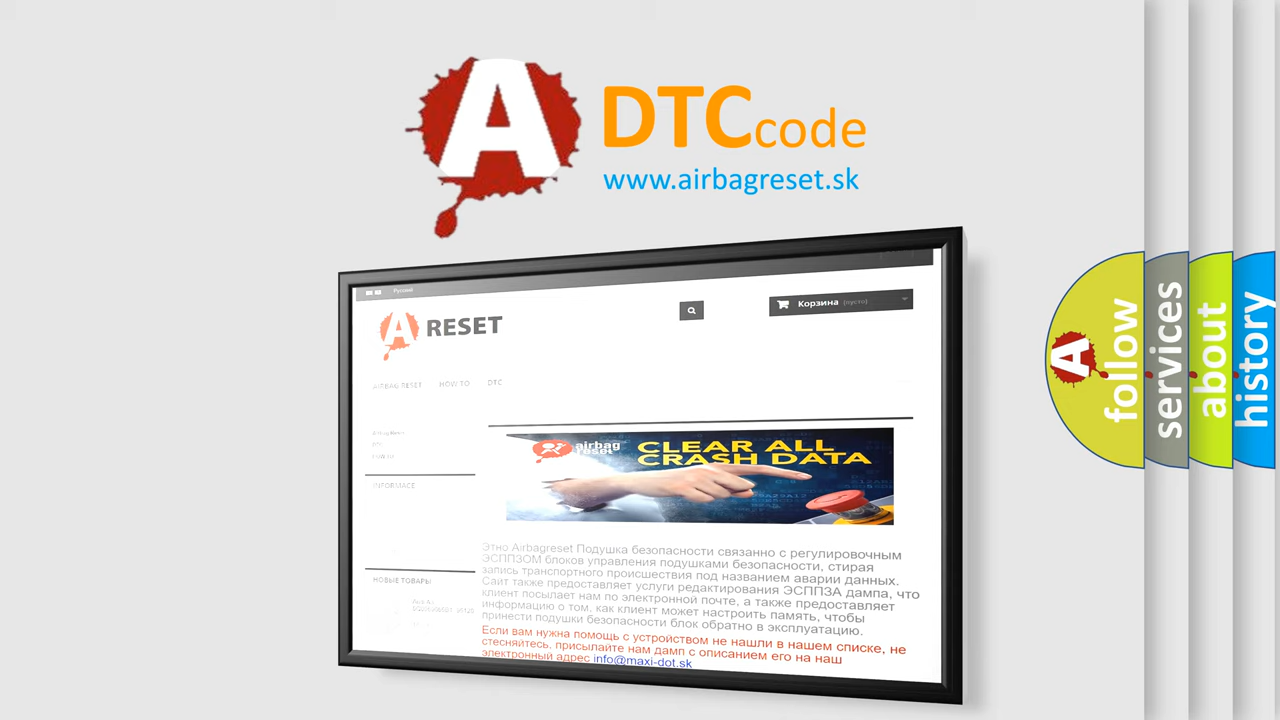 A
DTCcode
www.airbagreset.sk
Русский
A RESET
Корзина (пусто)
AIRBAG RESET HOW TO DTC
INFORMACE
airbag
reset
CLEAR ALL
CRASH DATA
Этно Airbagreset Подушка безопасности связанно с регулировочным
ЭСППЗОМ блоков управления подушками безопасности, стирая
запись транспортного происшествия под названием аварии данных.
Сайт также предоставляет услуги редактирования ЭСППЗА дампа, что
клиент посылает нам по электронной почте, а также предоставляет
информацию о том, как клиент может настроить память, чтобы
принести подушки безопасности блок обратно в эксплуатацию.
Если вам нужна помощь с устройством не нашли в нашем списке, не
стесняйтесь, присылайте нам дамп с описанием его на наш
электронный адрес info@maxi-dot.sk
НОВЫЕ ТОВАРЫ
A
follow
services
about
history